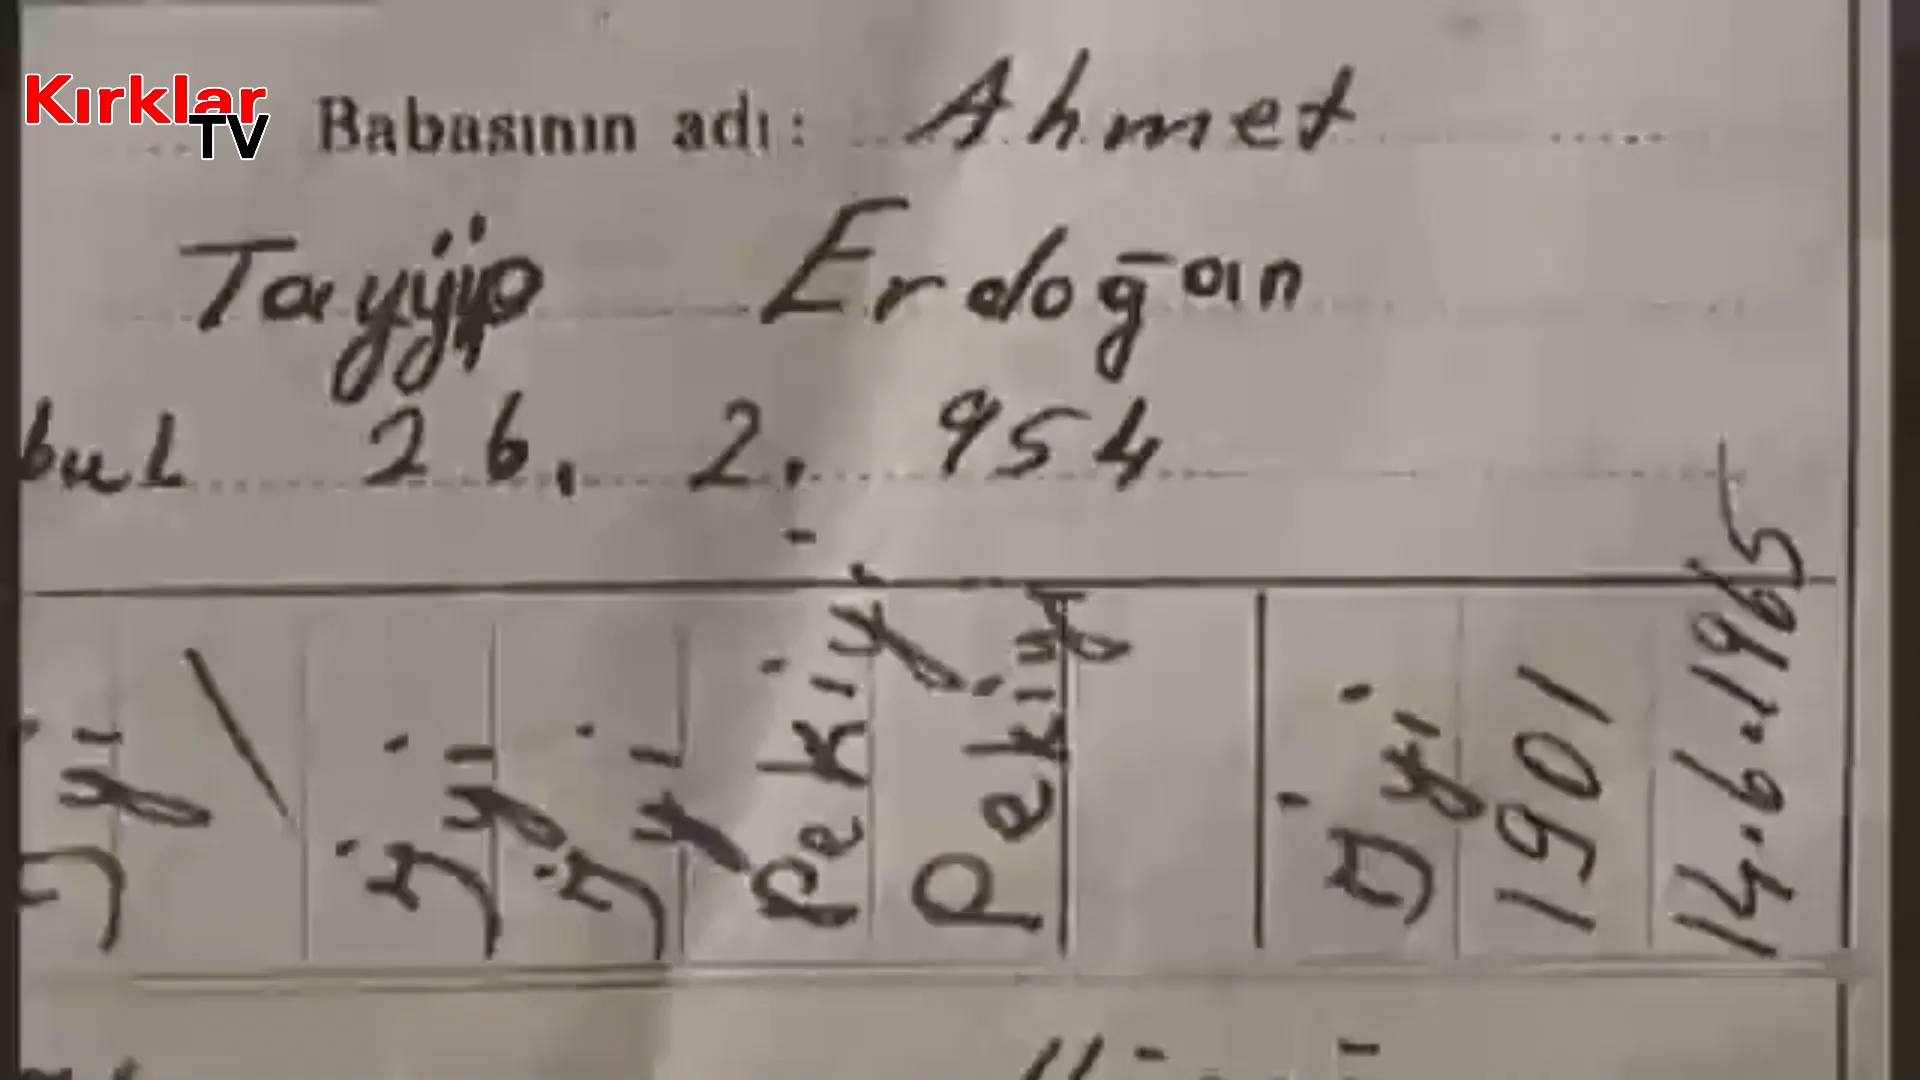 Kırklar
TV
Babasının adı: Ahmet
Tayyip Erdoğan
bul 26. 2. 954
İyi
İyi
İyi
Pekiyi
Pekiyi
İyi
1901
14.6.1965